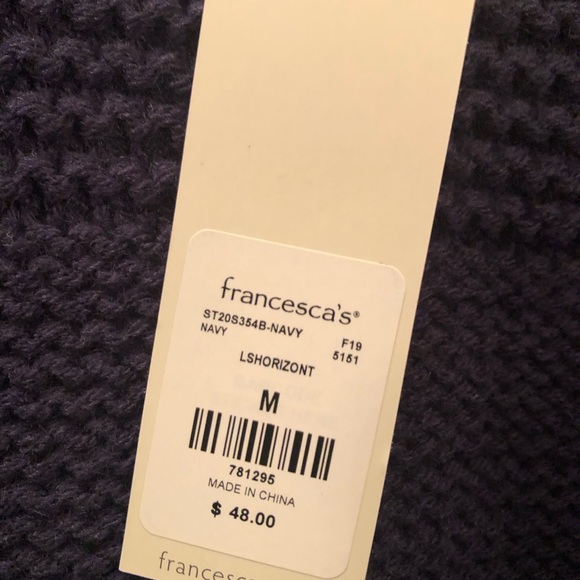 francesca's®
ST20S354B-NAVY F19
NAVY 5151
LSHORIZONT
M
781295
MADE IN CHINA
$ 48.00
francesca's